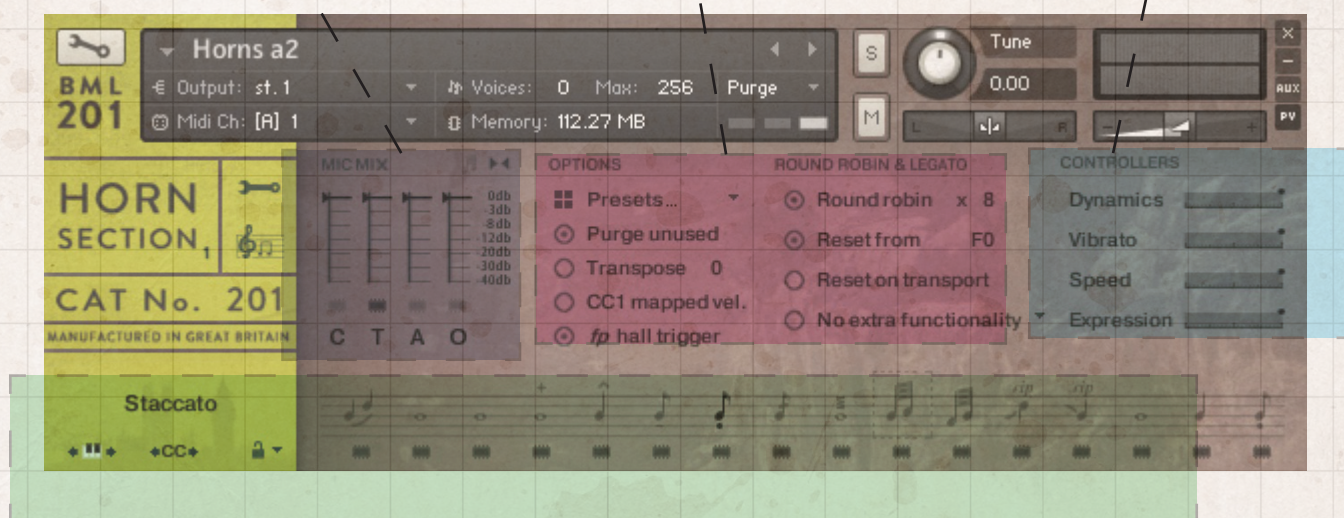 Horns a2
S
Tune
×
BML
201
Output: st. 1
Voices: 0 Max: 256
Purge
0.00
AUX
Midi Ch: [A] 1
Memory: 112.27 MB
M
L
R
−
+
PV
MIC MIX
OPTIONS
ROUND ROBIN & LEGATO
CONTROLLERS
HORN
SECTION 1
0db
-3db
-8db
-12db
-20db
-30db
-40db
Presets...
Purge unused
Transpose 0
CC1 mapped vel.
fp hall trigger
Round robin x 8
Reset from F0
Reset on transport
No extra functionality
Dynamics
Vibrato
Speed
Expression
CAT No. 201
MANUFACTURED IN GREAT BRITAIN
C T A O
Staccato
rip
rip
CC